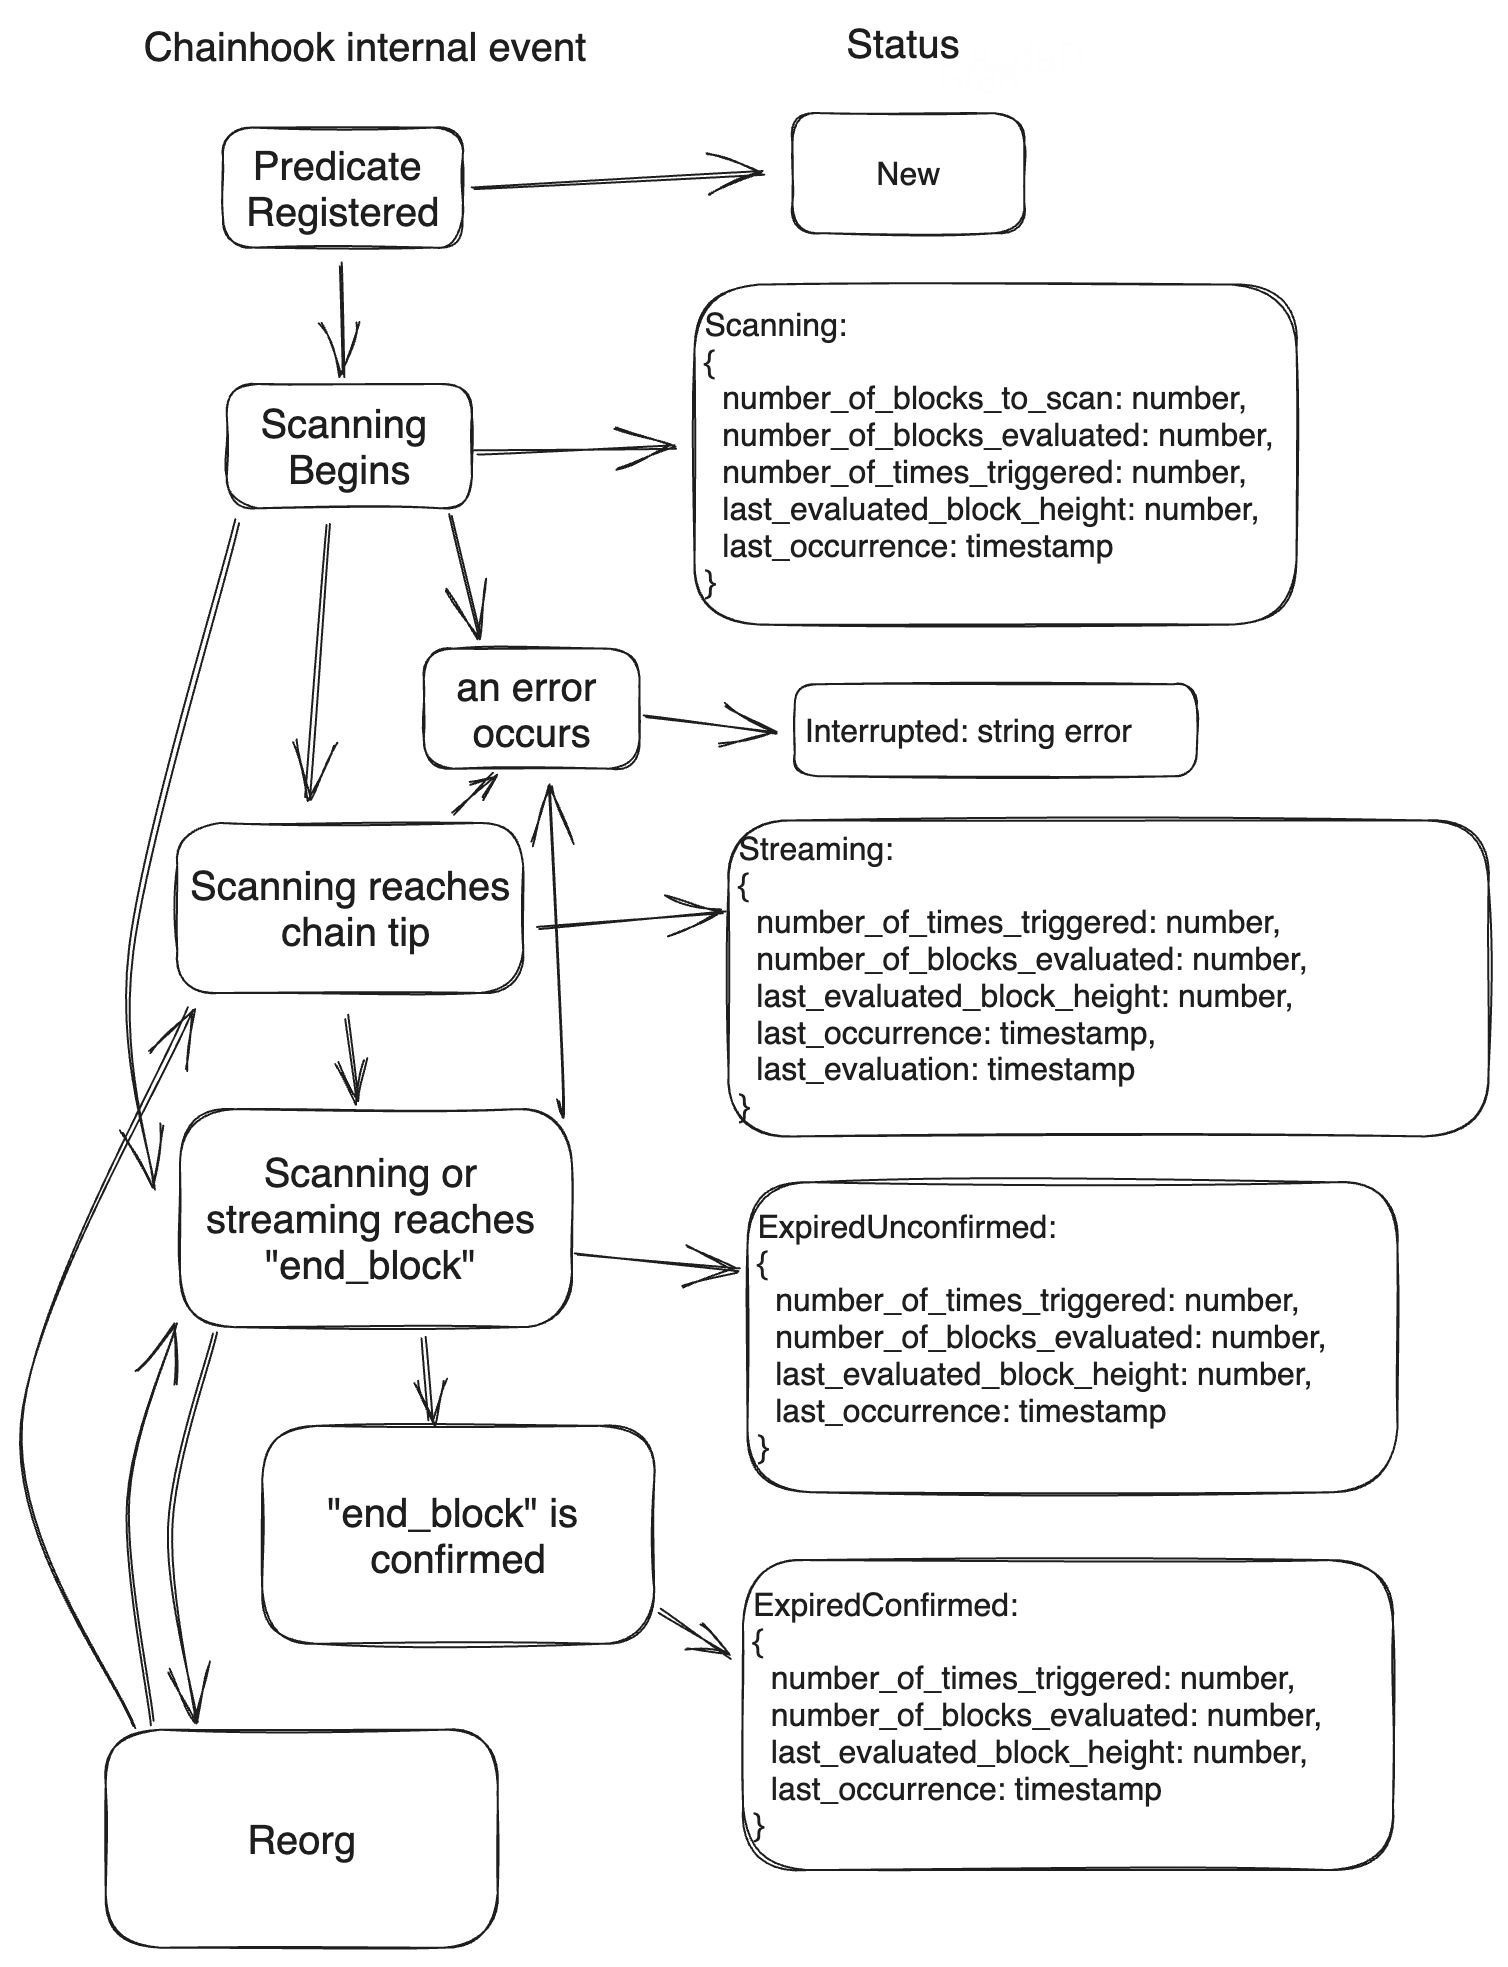 Chainhook internal event
Status
Predicate
Registered
New
Scanning
Begins
Scanning:
{
number_of_blocks_to_scan: number,
number_of_blocks_evaluated: number,
number_of_times_triggered: number,
last_evaluated_block_height: number,
last_occurrence: timestamp
}
an error
occurs
Interrupted: string error
Scanning reaches
chain tip
Streaming:
{
number_of_times_triggered: number,
number_of_blocks_evaluated: number,
last_evaluated_block_height: number,
last_occurrence: timestamp,
last_evaluation: timestamp
}
Scanning or
streaming reaches
"end_block"
ExpiredUnconfirmed:
{
number_of_times_triggered: number,
number_of_blocks_evaluated: number,
last_evaluated_block_height: number,
last_occurrence: timestamp
}
"end_block" is
confirmed
ExpiredConfirmed:
{
number_of_times_triggered: number,
number_of_blocks_evaluated: number,
last_evaluated_block_height: number,
last_occurrence: timestamp
}
Reorg